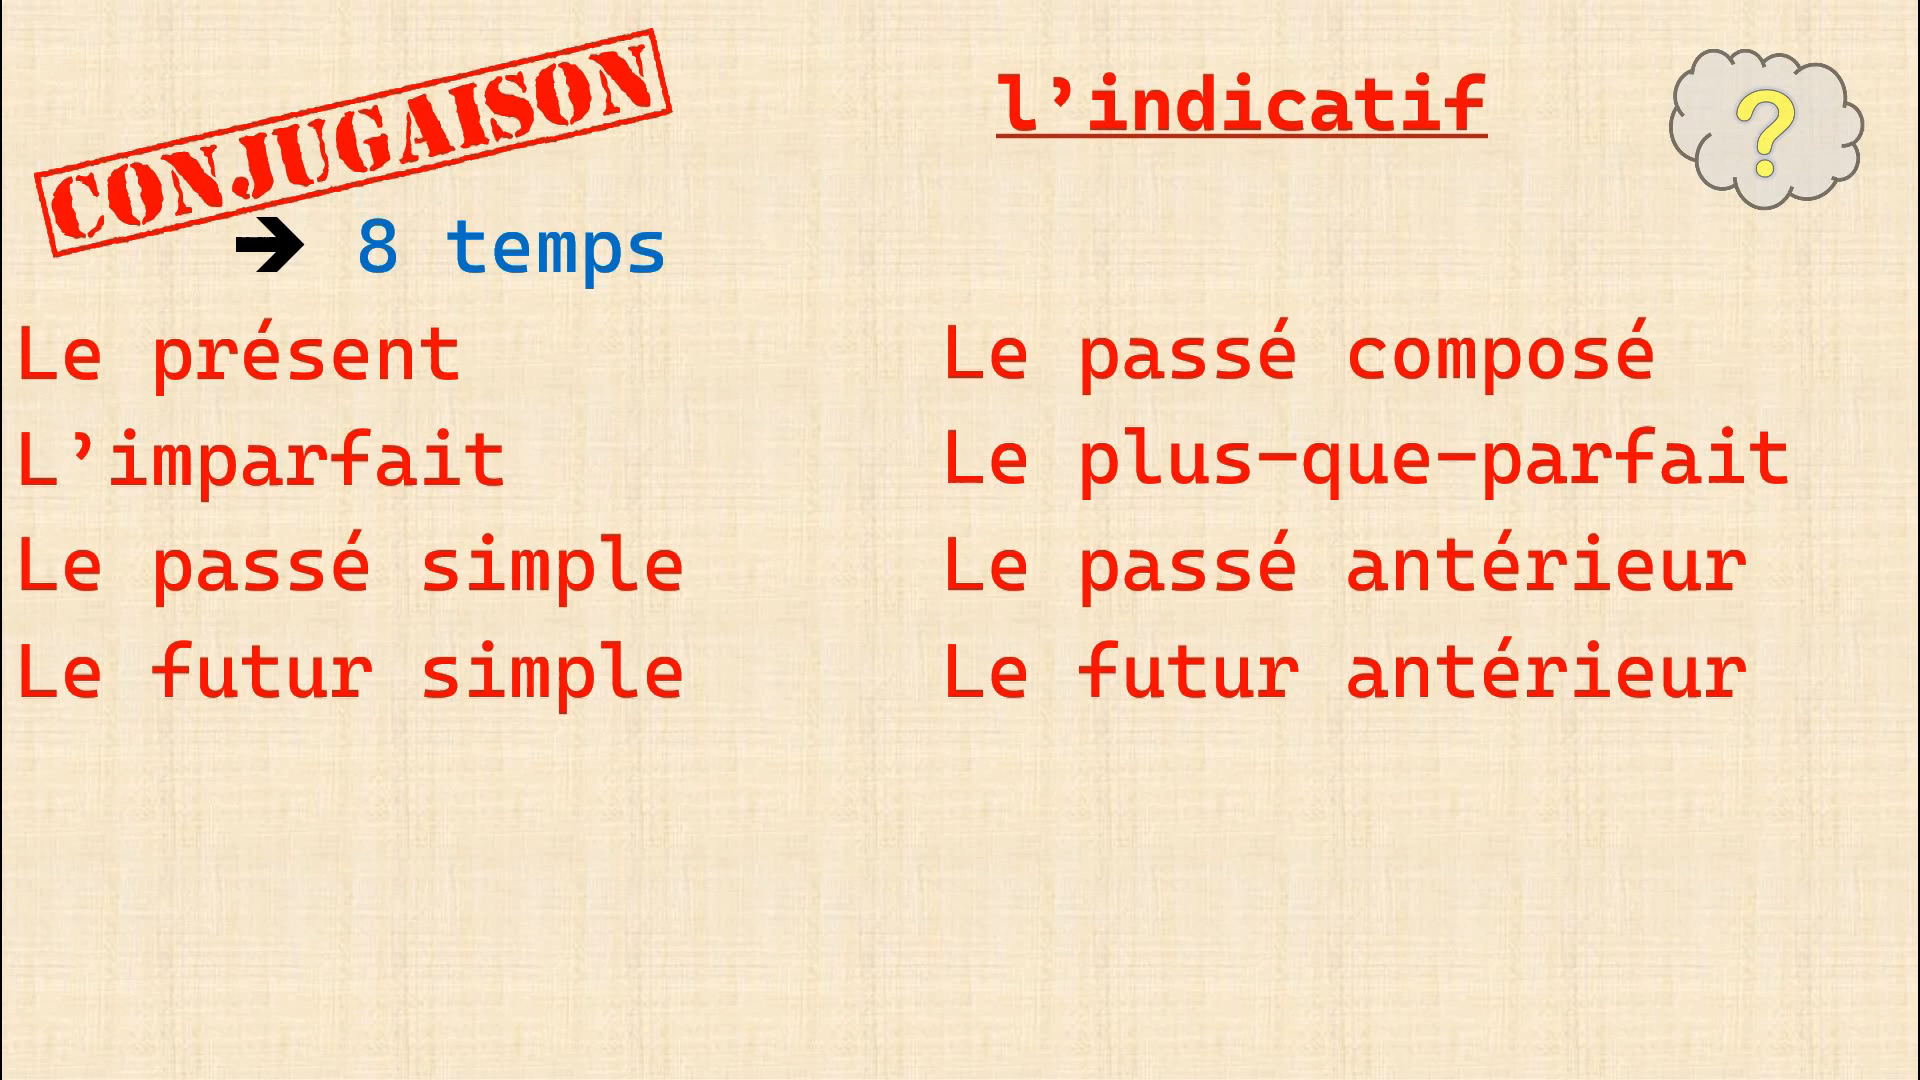 CONJUGAISON
l’indicatif
?
➔ 8 temps
Le présent
L’imparfait
Le passé simple
Le futur simple
Le passé composé
Le plus-que-parfait
Le passé antérieur
Le futur antérieur